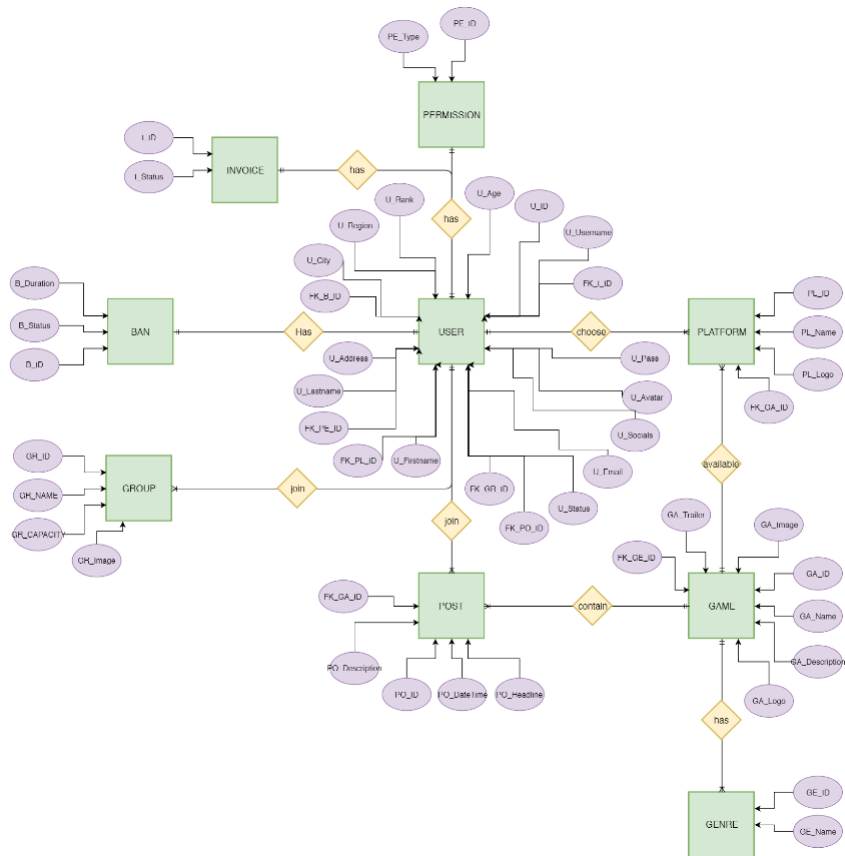 PE_ID
PE_Type
PERMISSION
I_ID
I_Status
INVOICE
has
has
U_Age
U_Rank
U_ID
U_Region
U_Username
U_City
FK_B_ID
FK_I_ID
B_Duration
B_Status
B_ID
BAN
Has
USER
choose
PLATFORM
PL_ID
PL_Name
PL_Logo
FK_GA_ID
U_Address
U_Pass
U_Lastname
U_Avatar
FK_PE_ID
U_Socials
FK_PL_ID
U_Firstname
U_Email
FK_GR_ID
U_Status
FK_PO_ID
GR_ID
GR_NAME
GR_CAPACITY
GR_Image
GROUP
join
join
available
GA_Trailer
GA_Image
FK_GE_ID
GA_ID
GA_Name
GA_Description
GA_Logo
GAME
contain
POST
FK_GA_ID
PO_Description
PO_ID
PO_DateTime
PO_Headline
has
GENRE
GE_ID
GE_Name